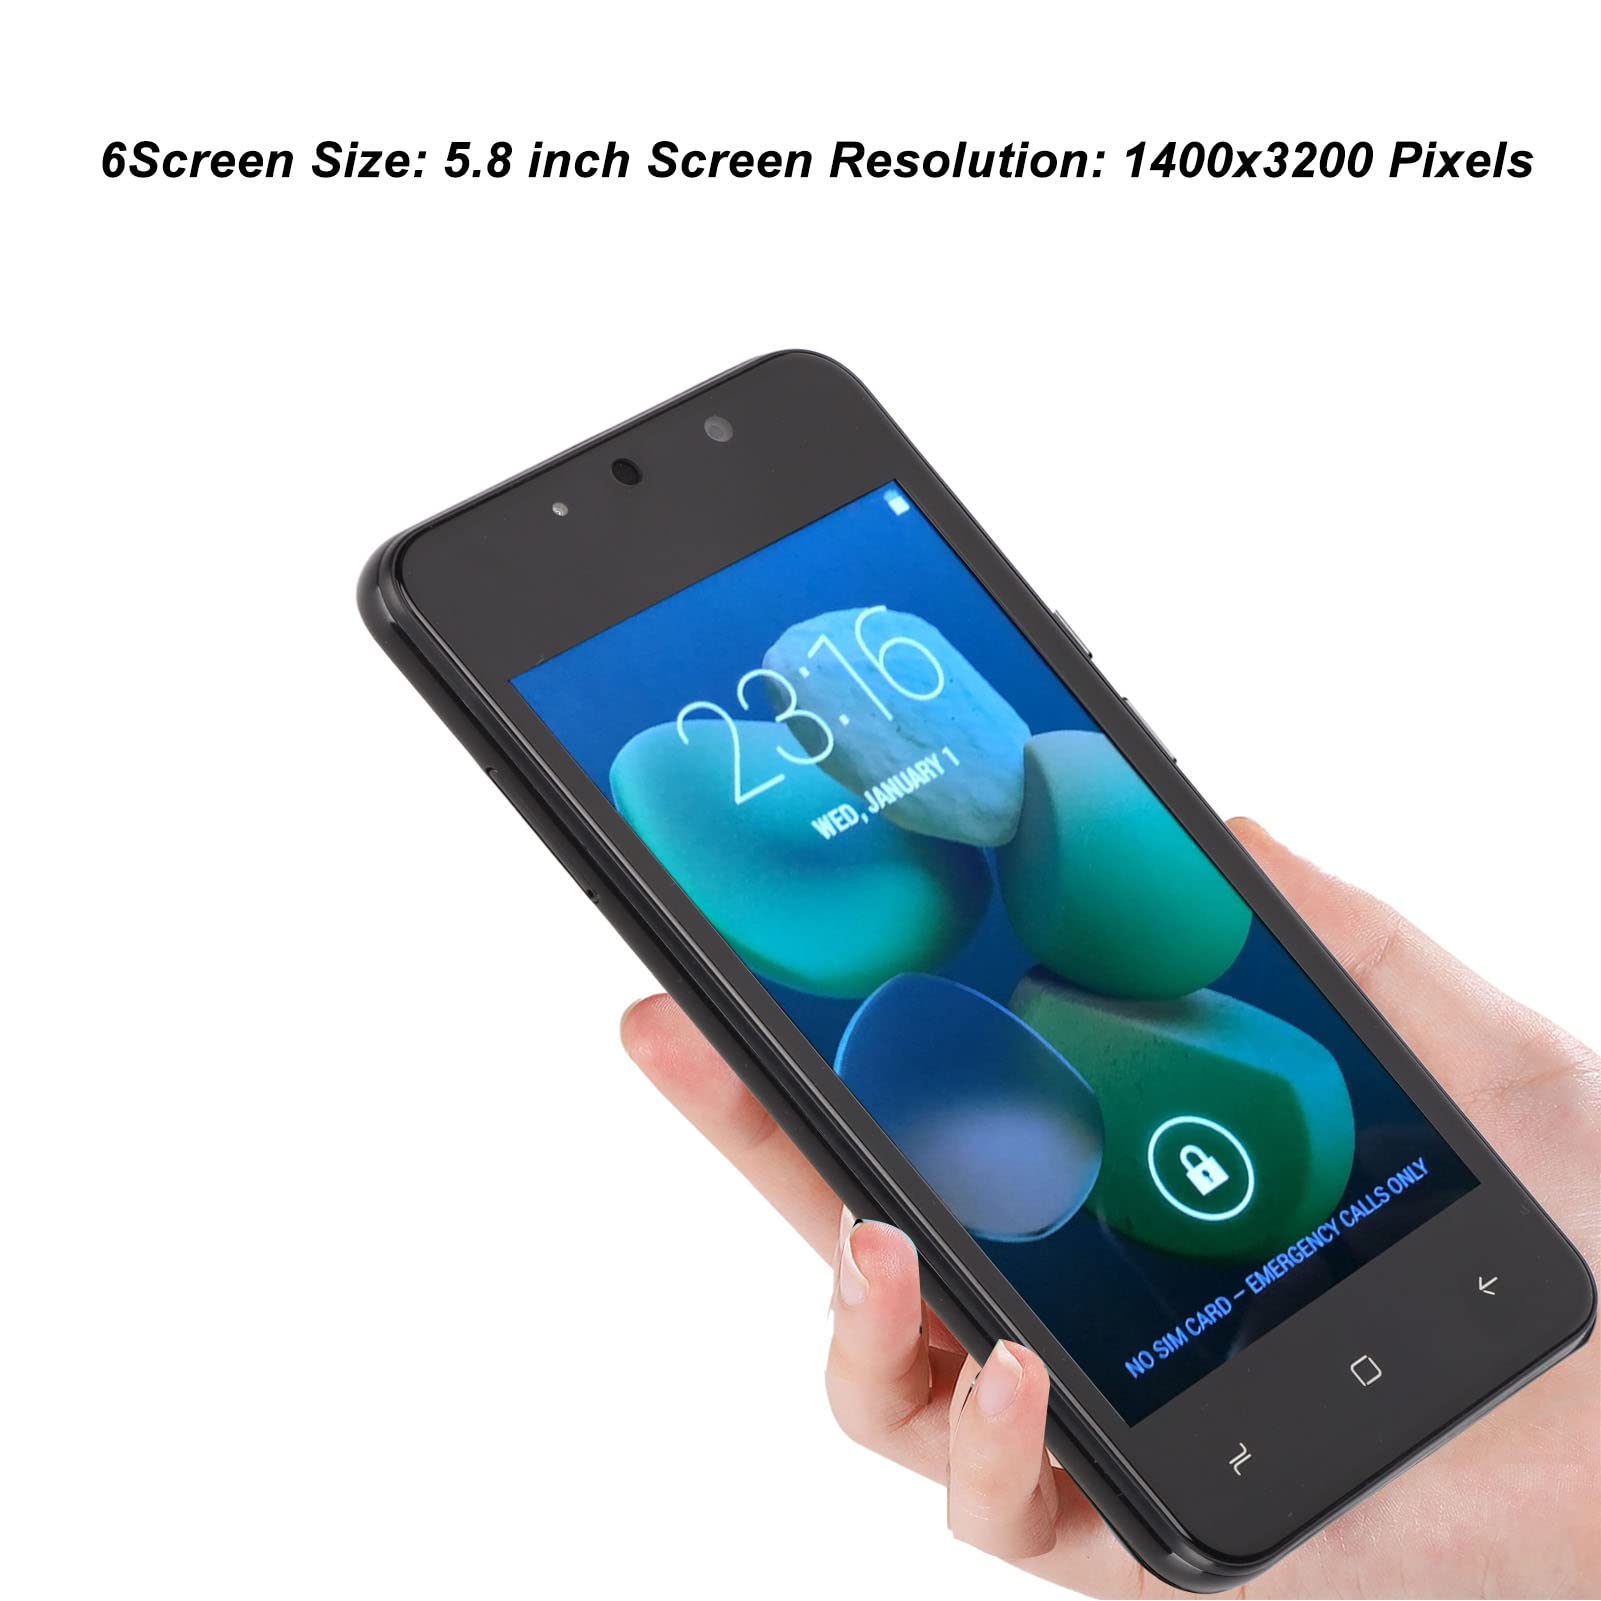 6Screen Size: 5.8 inch Screen Resolution: 1400x3200 Pixels
23:16
WED, JANUARY 1
NO SIM CARD – EMERGENCY CALLS ONLY